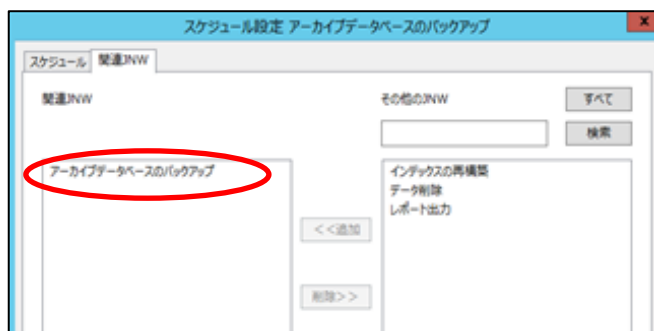 スケジュール設定 アーカイブデータベースのバックアップ
x
スケジュール 関連JNW
関連JNW
その他のJNW
すべて
検索
アーカイブデータベースのバックアップ
インデックスの再構築
データ削除
レポート出力
<<追加
削除>>